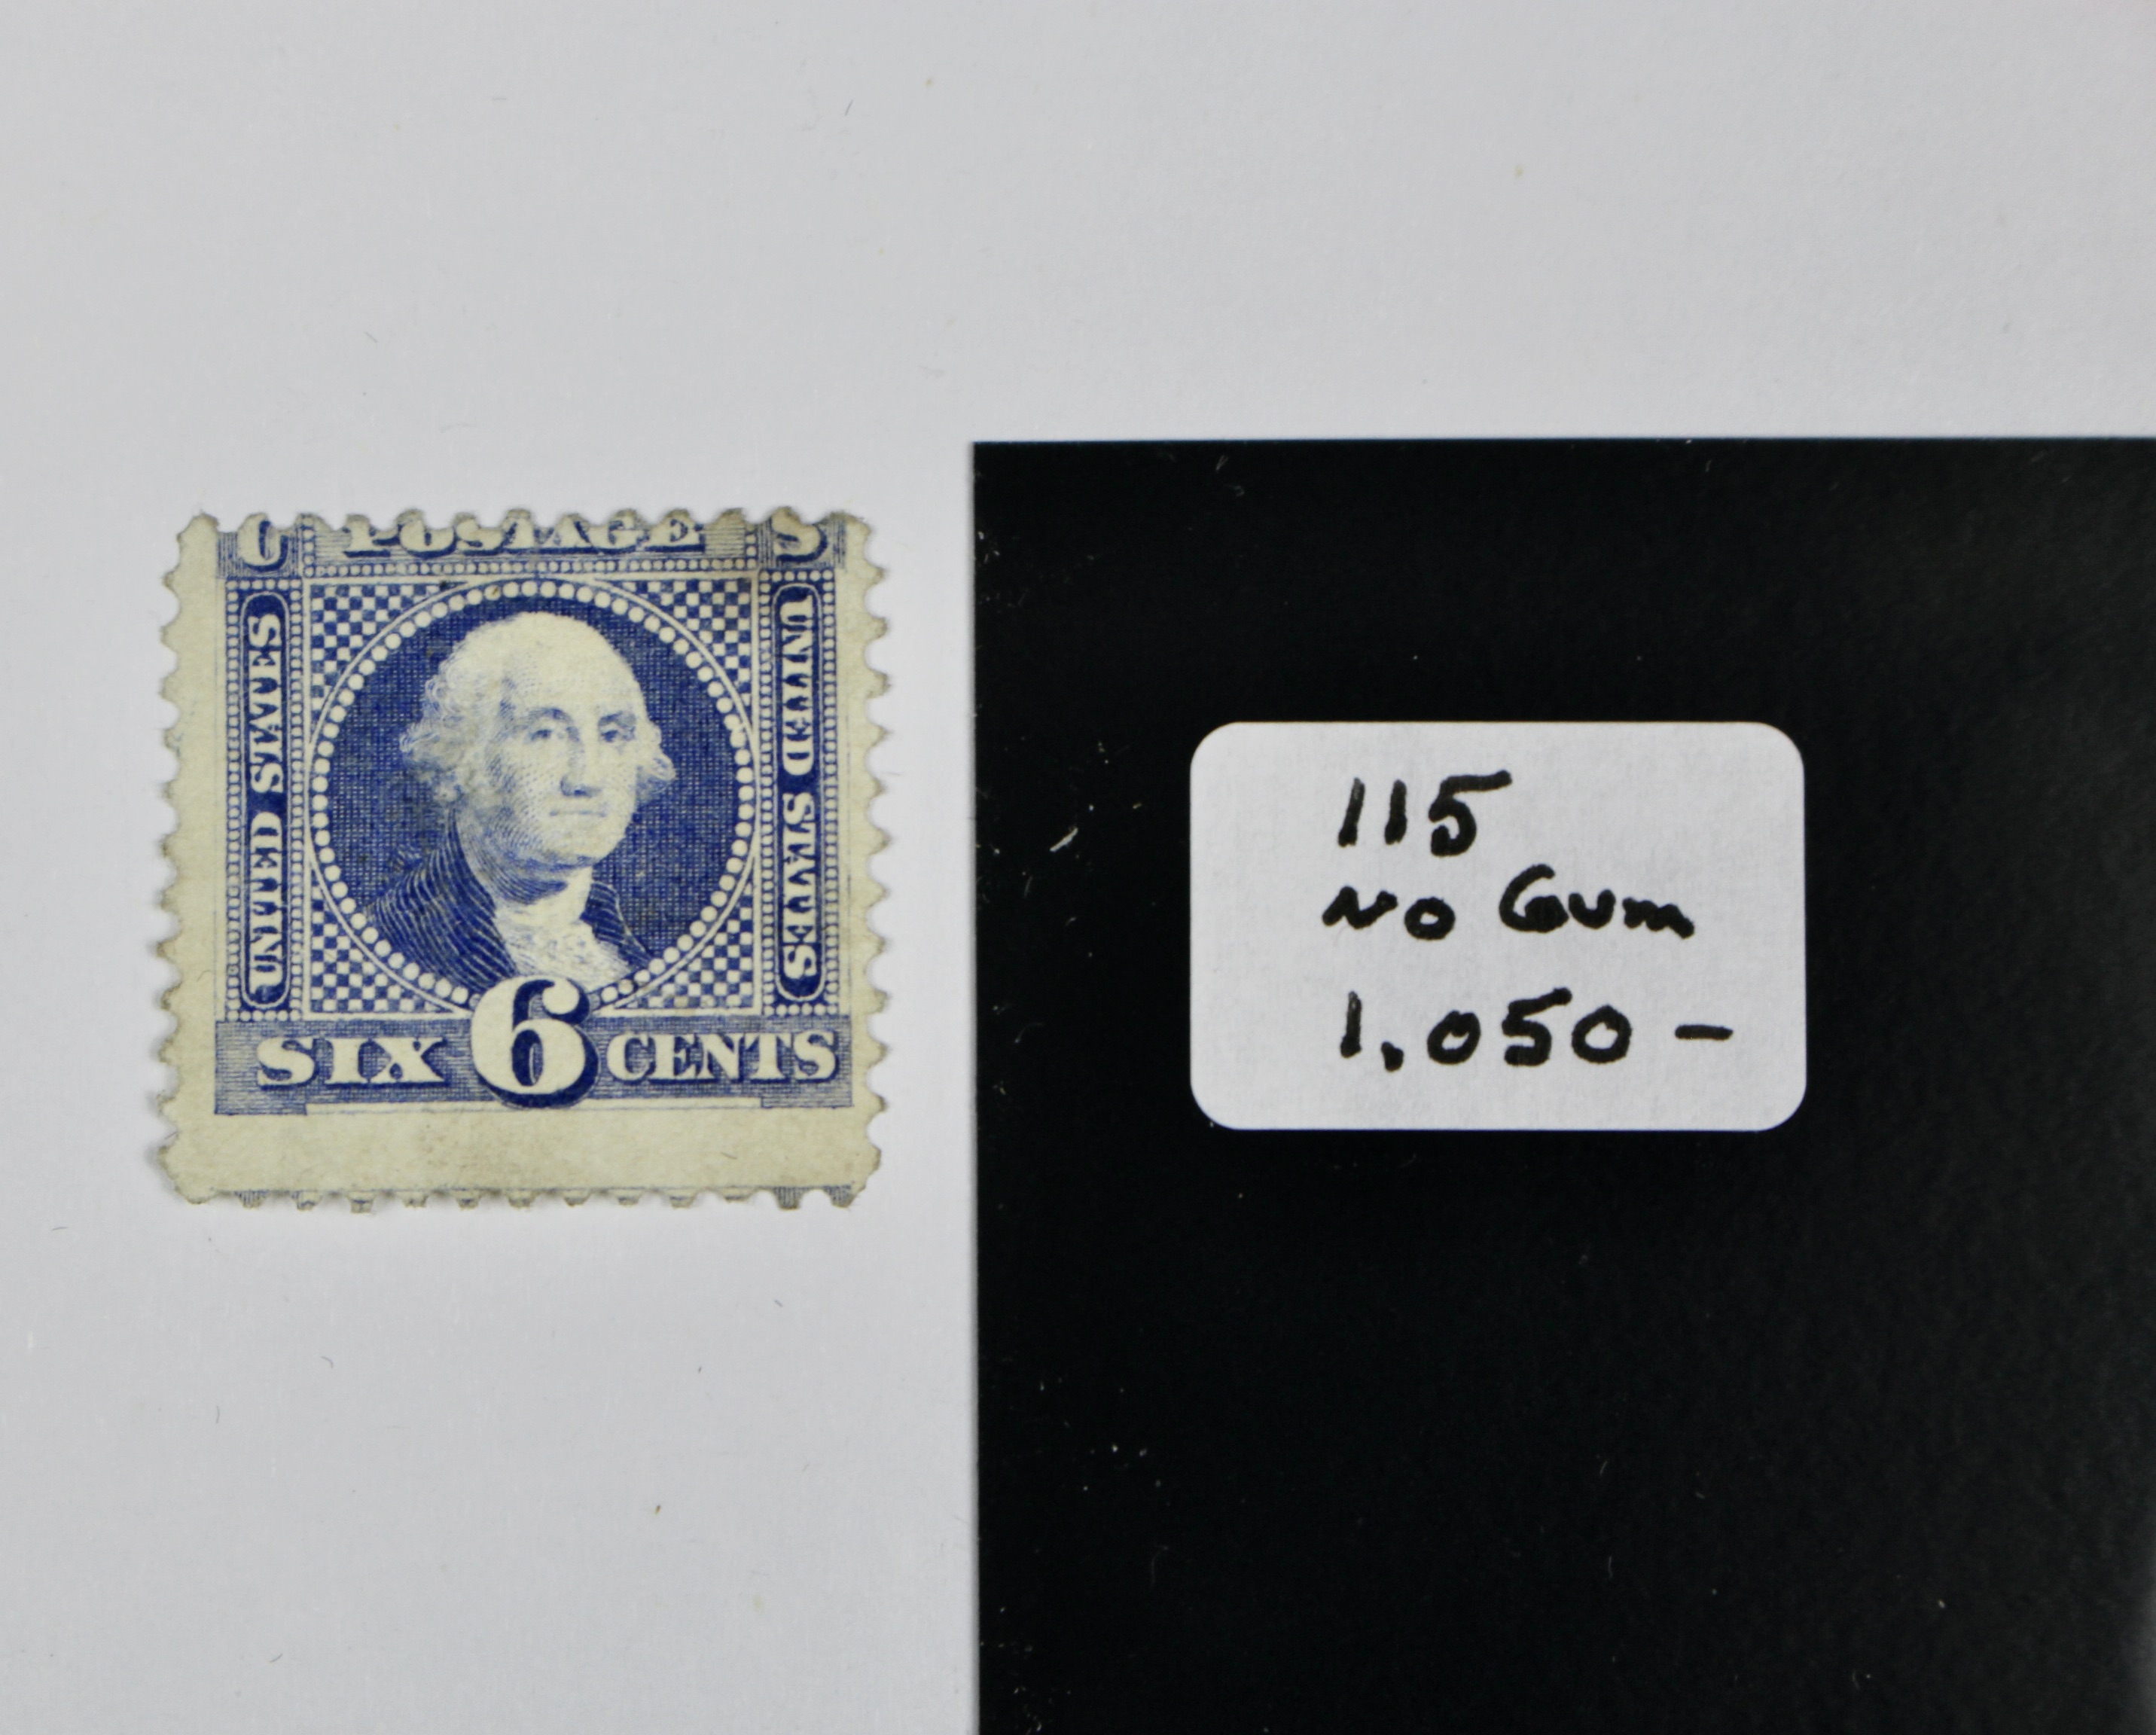 U POSTAGE S
UNITED STATES
UNITED STATES
SIX 6 CENTS
115
NO GUM
1.050 -